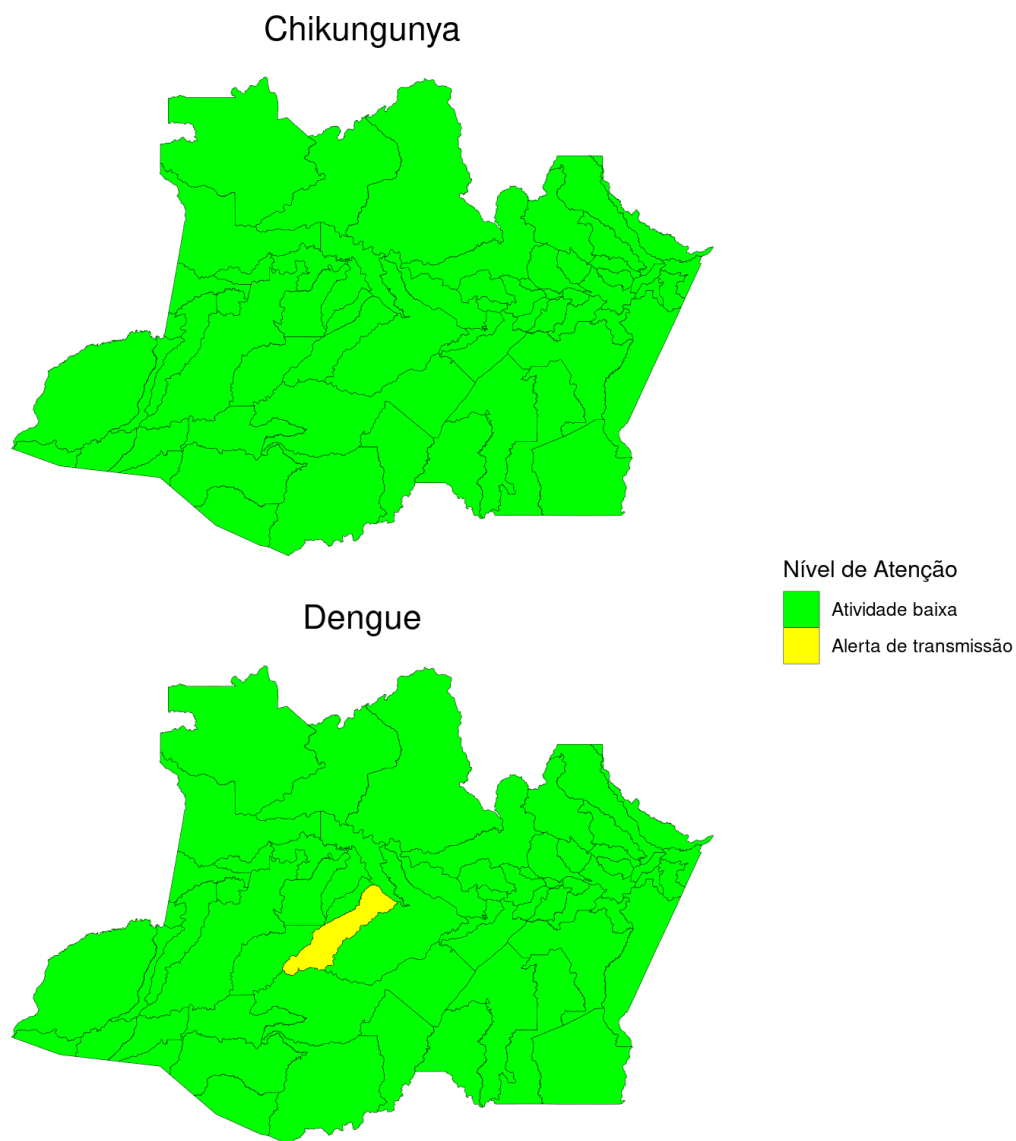 Chikungunya
Nível de Atenção
Atividade baixa
Alerta de transmissão
Dengue